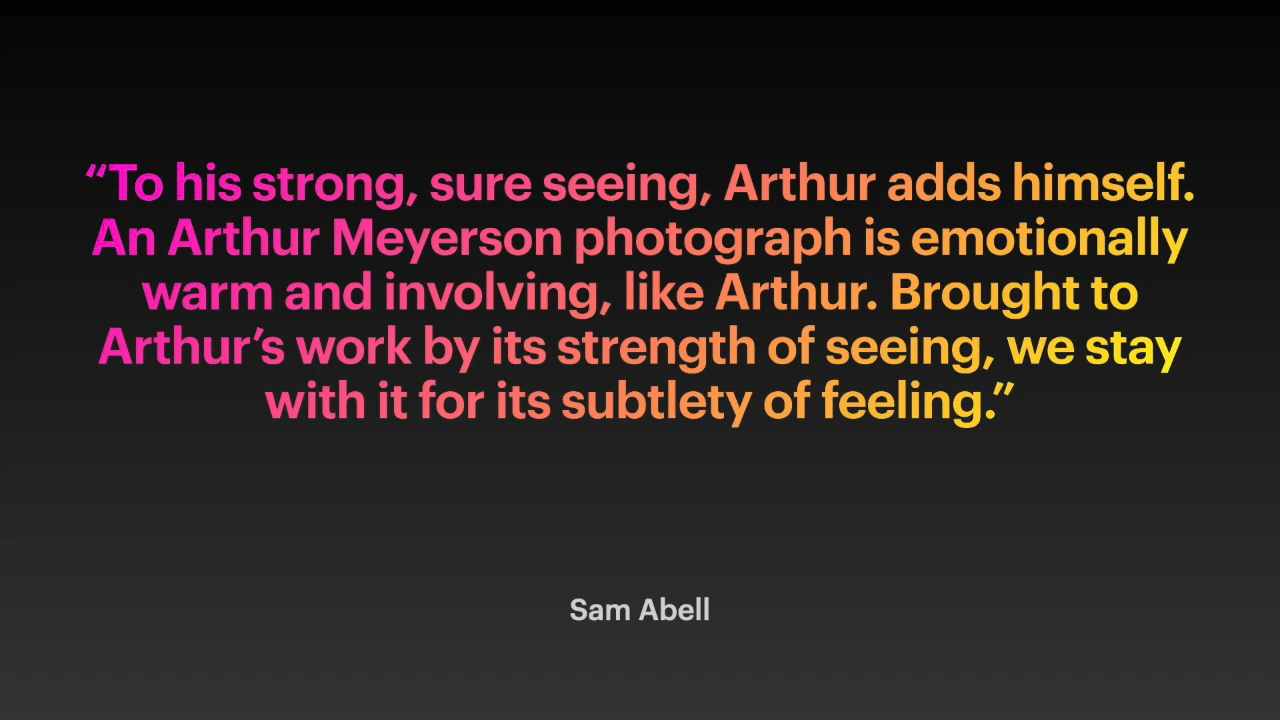 “To his strong, sure seeing, Arthur adds himself.
An Arthur Meyerson photograph is emotionally
warm and involving, like Arthur. Brought to
Arthur’s work by its strength of seeing, we stay
with it for its subtlety of feeling.”
Sam Abell